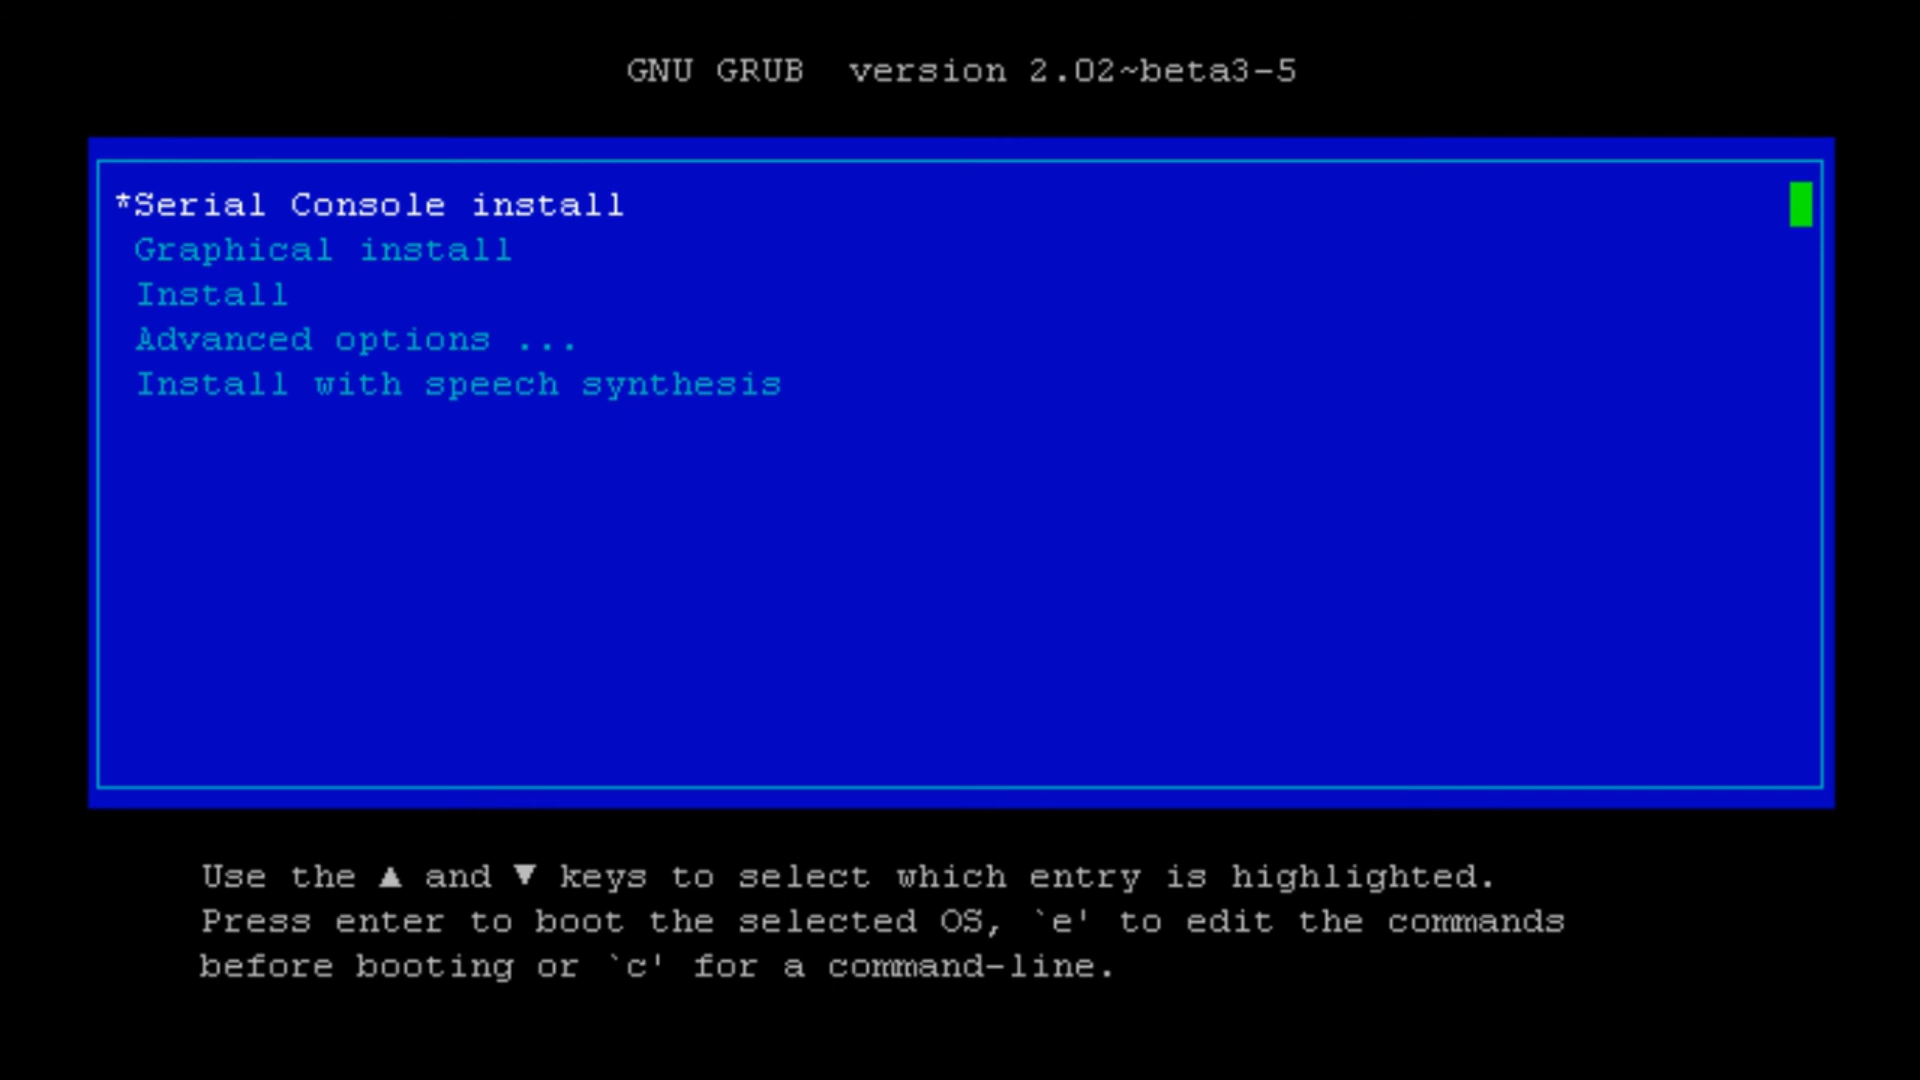 GNU GRUB  version 2.02~beta3-5
*Serial Console install
Graphical install
Install
Advanced options ...
Install with speech synthesis
Use the ▲ and ▼ keys to select which entry is highlighted.
Press enter to boot the selected OS, `e' to edit the commands
before booting or `c' for a command-line.